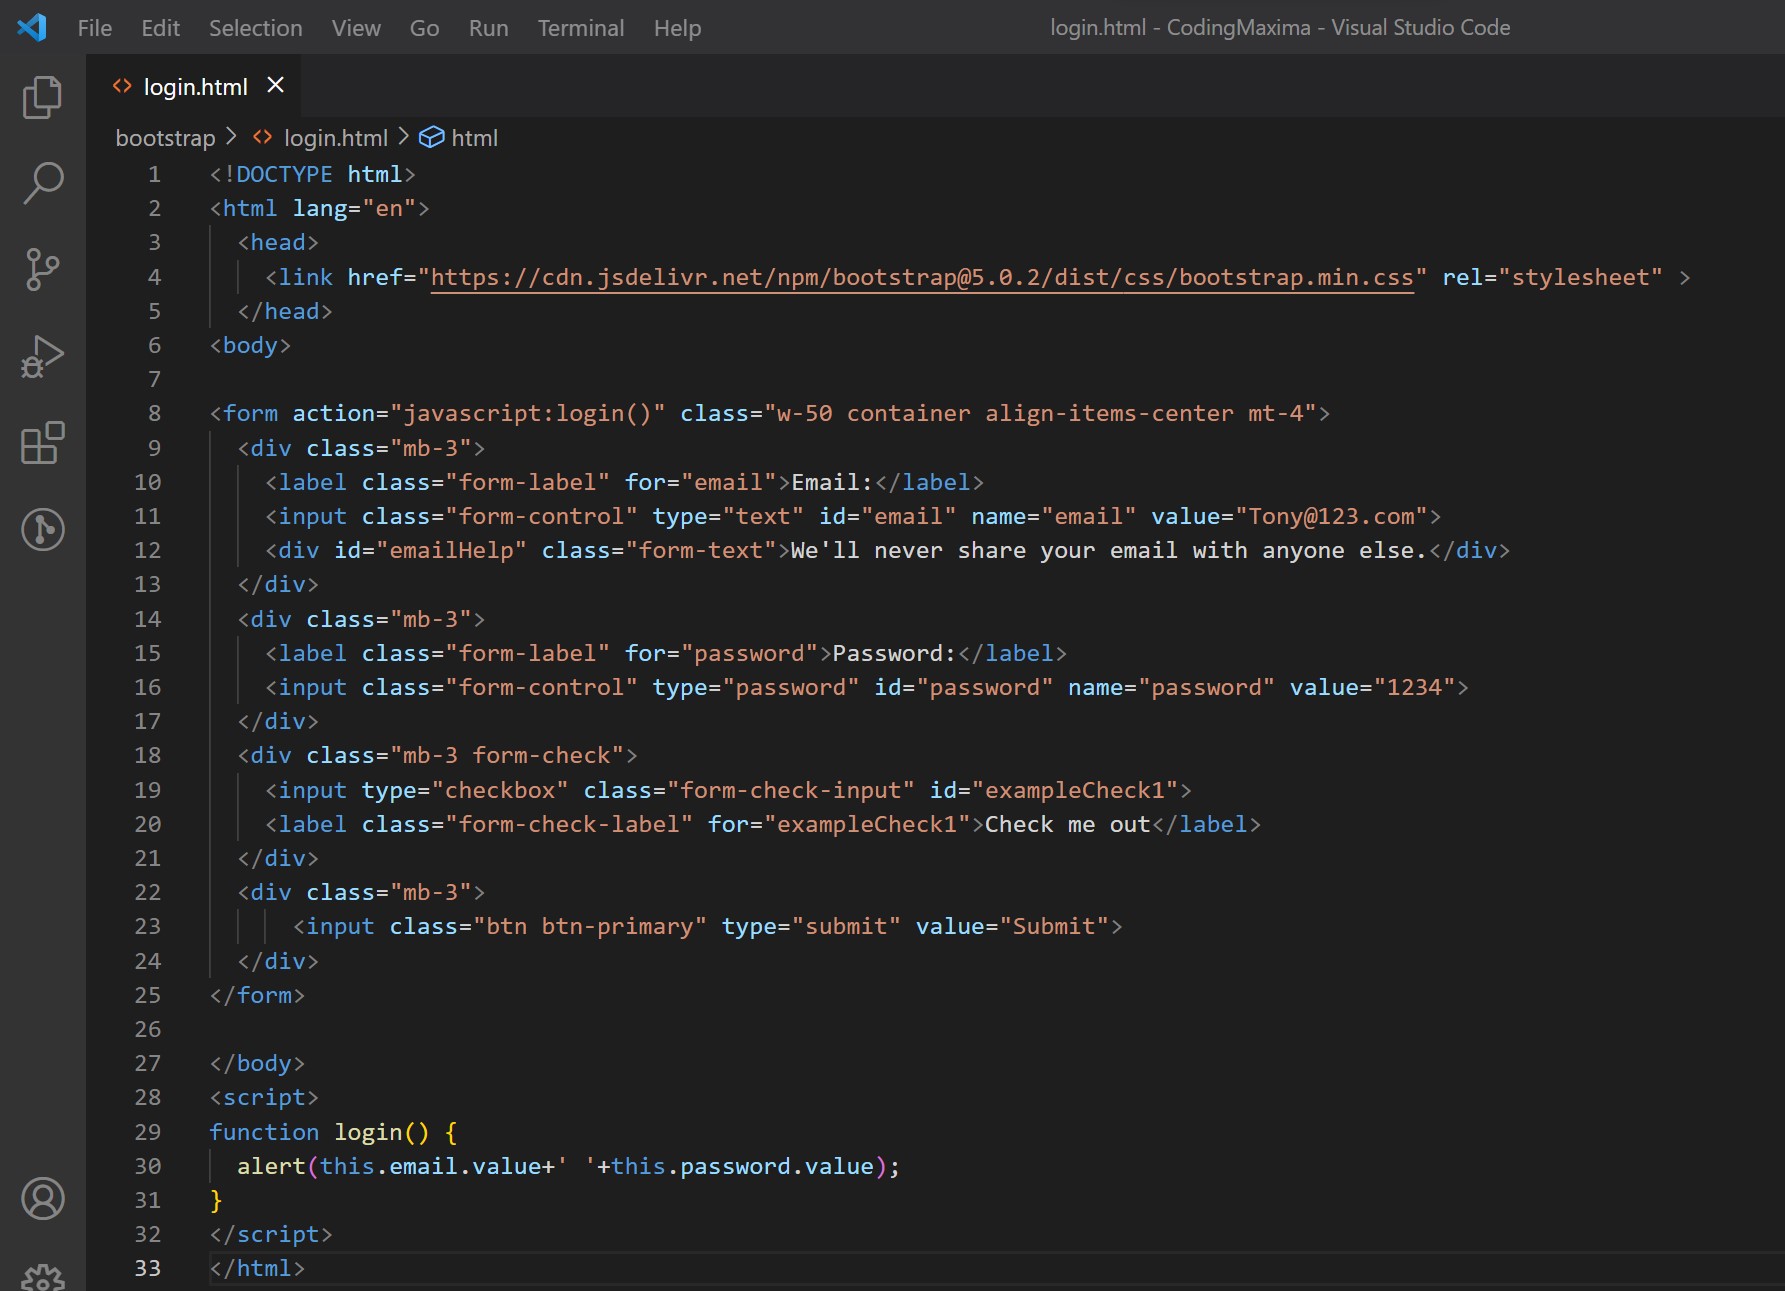 File Edit Selection View Go Run Terminal Help login.html - CodingMaxima - Visual Studio Code
login.html
bootstrap > login.html > html
1 <!DOCTYPE html>
2 <html lang="en">
3   <head>
4     <link href="https://cdn.jsdelivr.net/npm/bootstrap@5.0.2/dist/css/bootstrap.min.css" rel="stylesheet" >
5   </head>
6 <body>
7
8 <form action="javascript:login()" class="w-50 container align-items-center mt-4">
9   <div class="mb-3">
10     <label class="form-label" for="email">Email:</label>
11     <input class="form-control" type="text" id="email" name="email" value="Tony@123.com">
12     <div id="emailHelp" class="form-text">We'll never share your email with anyone else.</div>
13   </div>
14   <div class="mb-3">
15     <label class="form-label" for="password">Password:</label>
16     <input class="form-control" type="password" id="password" name="password" value="1234">
17   </div>
18   <div class="mb-3 form-check">
19     <input type="checkbox" class="form-check-input" id="exampleCheck1">
20     <label class="form-check-label" for="exampleCheck1">Check me out</label>
21   </div>
22   <div class="mb-3">
23       <input class="btn btn-primary" type="submit" value="Submit">
24   </div>
25 </form>
26
27 </body>
28 <script>
29 function login() {
30   alert(this.email.value+' '+this.password.value);
31 }
32 </script>
33 </html>